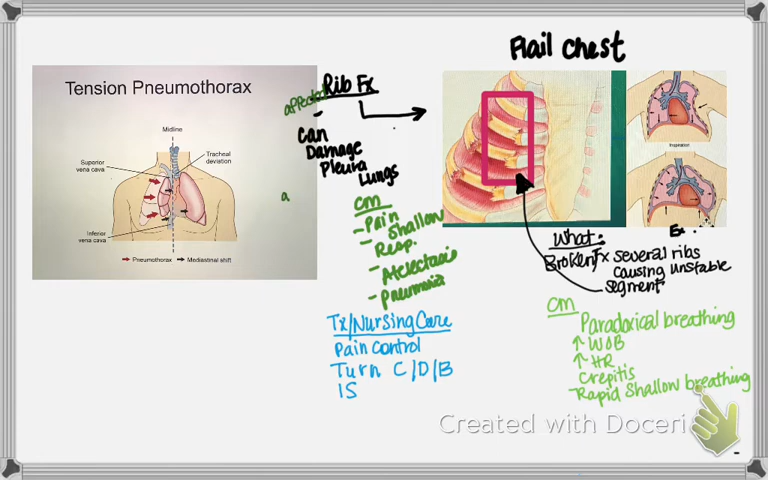 Tension Pneumothorax
Midline
Superior
vena cava
Tracheal
deviation
Inferior
vena cava
Pneumothorax
Mediastinal shift
affected
a
Rib Fx
Can
Damage
Pleura
Lungs
CM
- Pain
- Shallow
Resp.
- Atelectasis
- Pneumonia
Tx/Nursing Care
Pain control
Turn C/D/B
IS
Flail chest
Inspiration
Ex.
What:
Broken/Fx several ribs
causing unstable
segment
CM
Paradoxical breathing
↑ WOB
↑ HR
Crepitis
- Rapid Shallow breathing
Created with Doceri